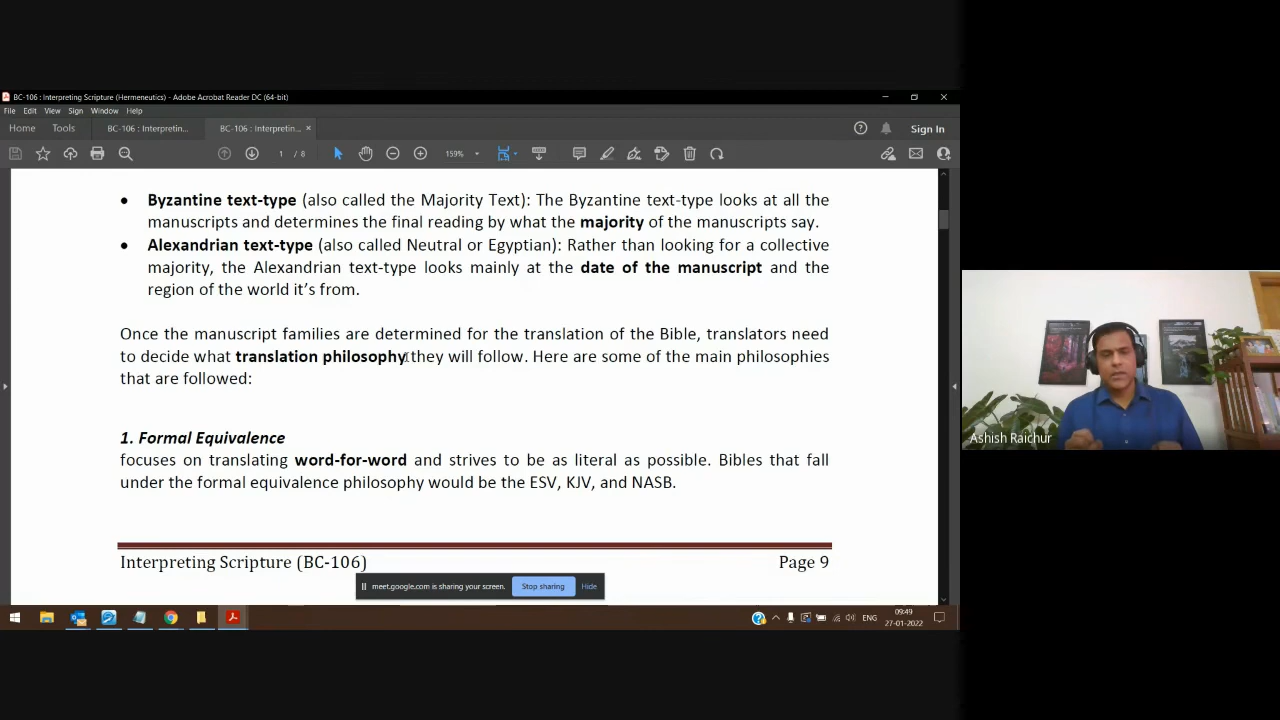 BC-106 : Interpreting Scripture (Hermeneutics) - Adobe Acrobat Reader DC (64-bit)
File Edit View Sign Window Help
Home Tools BC-106 : Interpretin... BC-106 : Interpretin... × Sign In
1 / 8 159%
• Byzantine text-type (also called the Majority Text): The Byzantine text-type looks at all the
manuscripts and determines the final reading by what the majority of the manuscripts say.
• Alexandrian text-type (also called Neutral or Egyptian): Rather than looking for a collective
majority, the Alexandrian text-type looks mainly at the date of the manuscript and the
region of the world it’s from.
Once the manuscript families are determined for the translation of the Bible, translators need
to decide what translation philosophy they will follow. Here are some of the main philosophies
that are followed:
1. Formal Equivalence
focuses on translating word-for-word and strives to be as literal as possible. Bibles that fall
under the formal equivalence philosophy would be the ESV, KJV, and NASB.
Interpreting Scripture (BC-106) Page 9
meet.google.com is sharing your screen. Stop sharing Hide
ENG
09:49
27-01-2022
Ashish Raichur